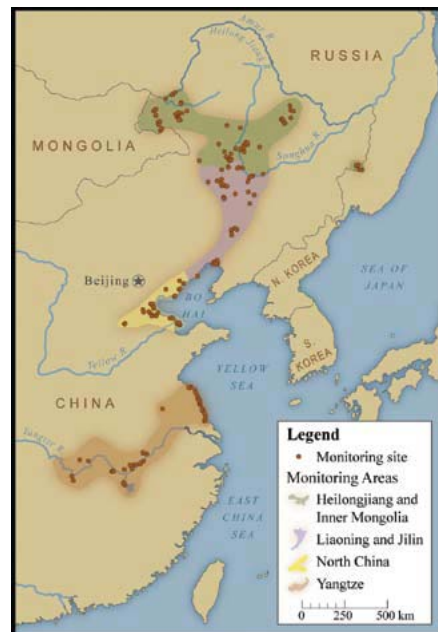 Amur R.
Heilong Jiang R.
RUSSIA
Songhua R.
MONGOLIA
Beijing
BO
HAI
N. KOREA
SEA OF
JAPAN
S.
KOREA
Yellow R.
YELLOW
SEA
CHINA
Yangtze R.
EAST
CHINA
SEA
Legend
Monitoring site
Monitoring Areas
Heilongjiang and
Inner Mongolia
Liaoning and Jilin
North China
Yangtze
0 250 500 km